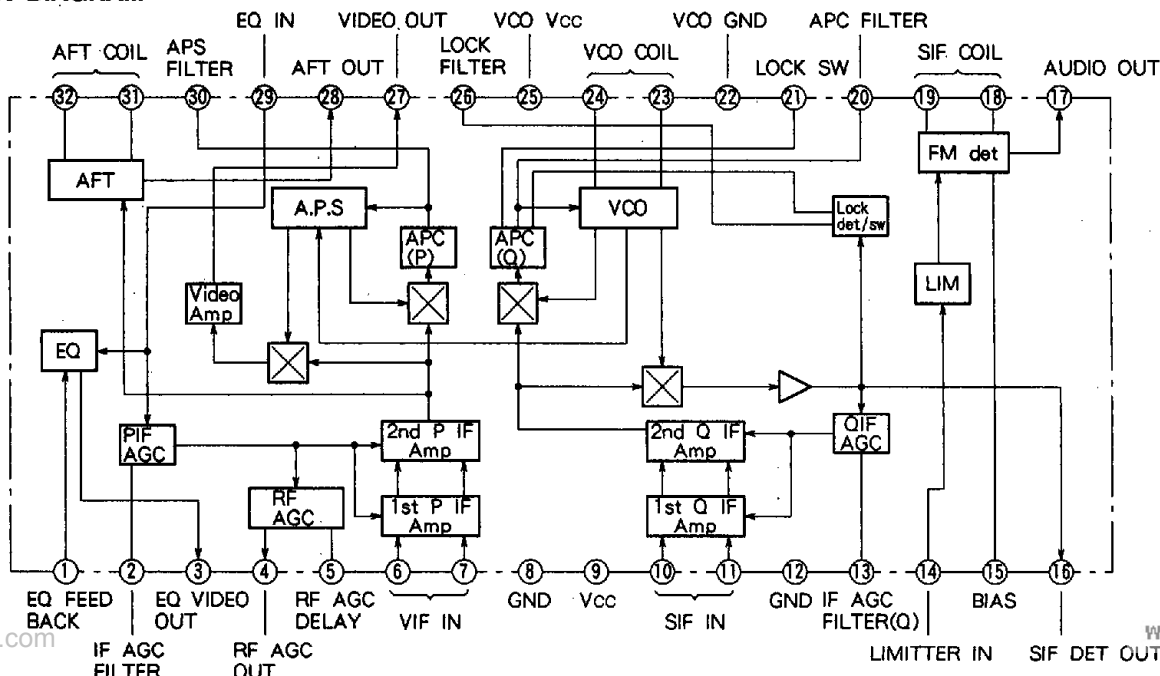 EQ IN
VIDEO OUT
VCO Vcc
VCO GND
APC FILTER
AFT COIL
APS
FILTER
AFT OUT
LOCK
FILTER
VCO COIL
LOCK SW
SIF COIL
AUDIO OUT
32
31
30
29
28
27
26
25
24
23
22
21
20
19
18
17
AFT
A.P.S
APC
(P)
APC
(Q)
VCO
Lock
det/sw
FM det
Video
Amp
LIM
EQ
PIF
AGC
2nd P IF
Amp
2nd Q IF
Amp
QIF
AGC
RF
AGC
1st P IF
Amp
1st Q IF
Amp
1
2
3
4
5
6
7
8
9
10
11
12
13
14
15
16
EQ FEED
BACK
EQ VIDEO
OUT
RF AGC
DELAY
VIF IN
GND
Vcc
SIF IN
GND
IF AGC
FILTER(Q)
BIAS
.com
IF AGC
FILTER
RF AGC
OUT
LIMITTER IN
SIF DET OUT
W